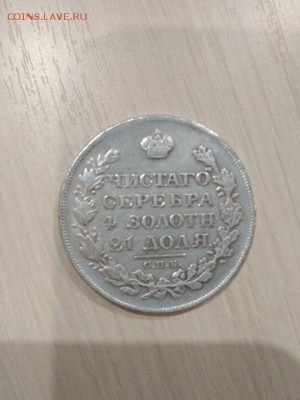 COINS.LAVE.RU
ЧИСТАГО
СЕРЕБРА
4 ЗОЛОТН
21 ДОЛЯ.
С.П.Б.